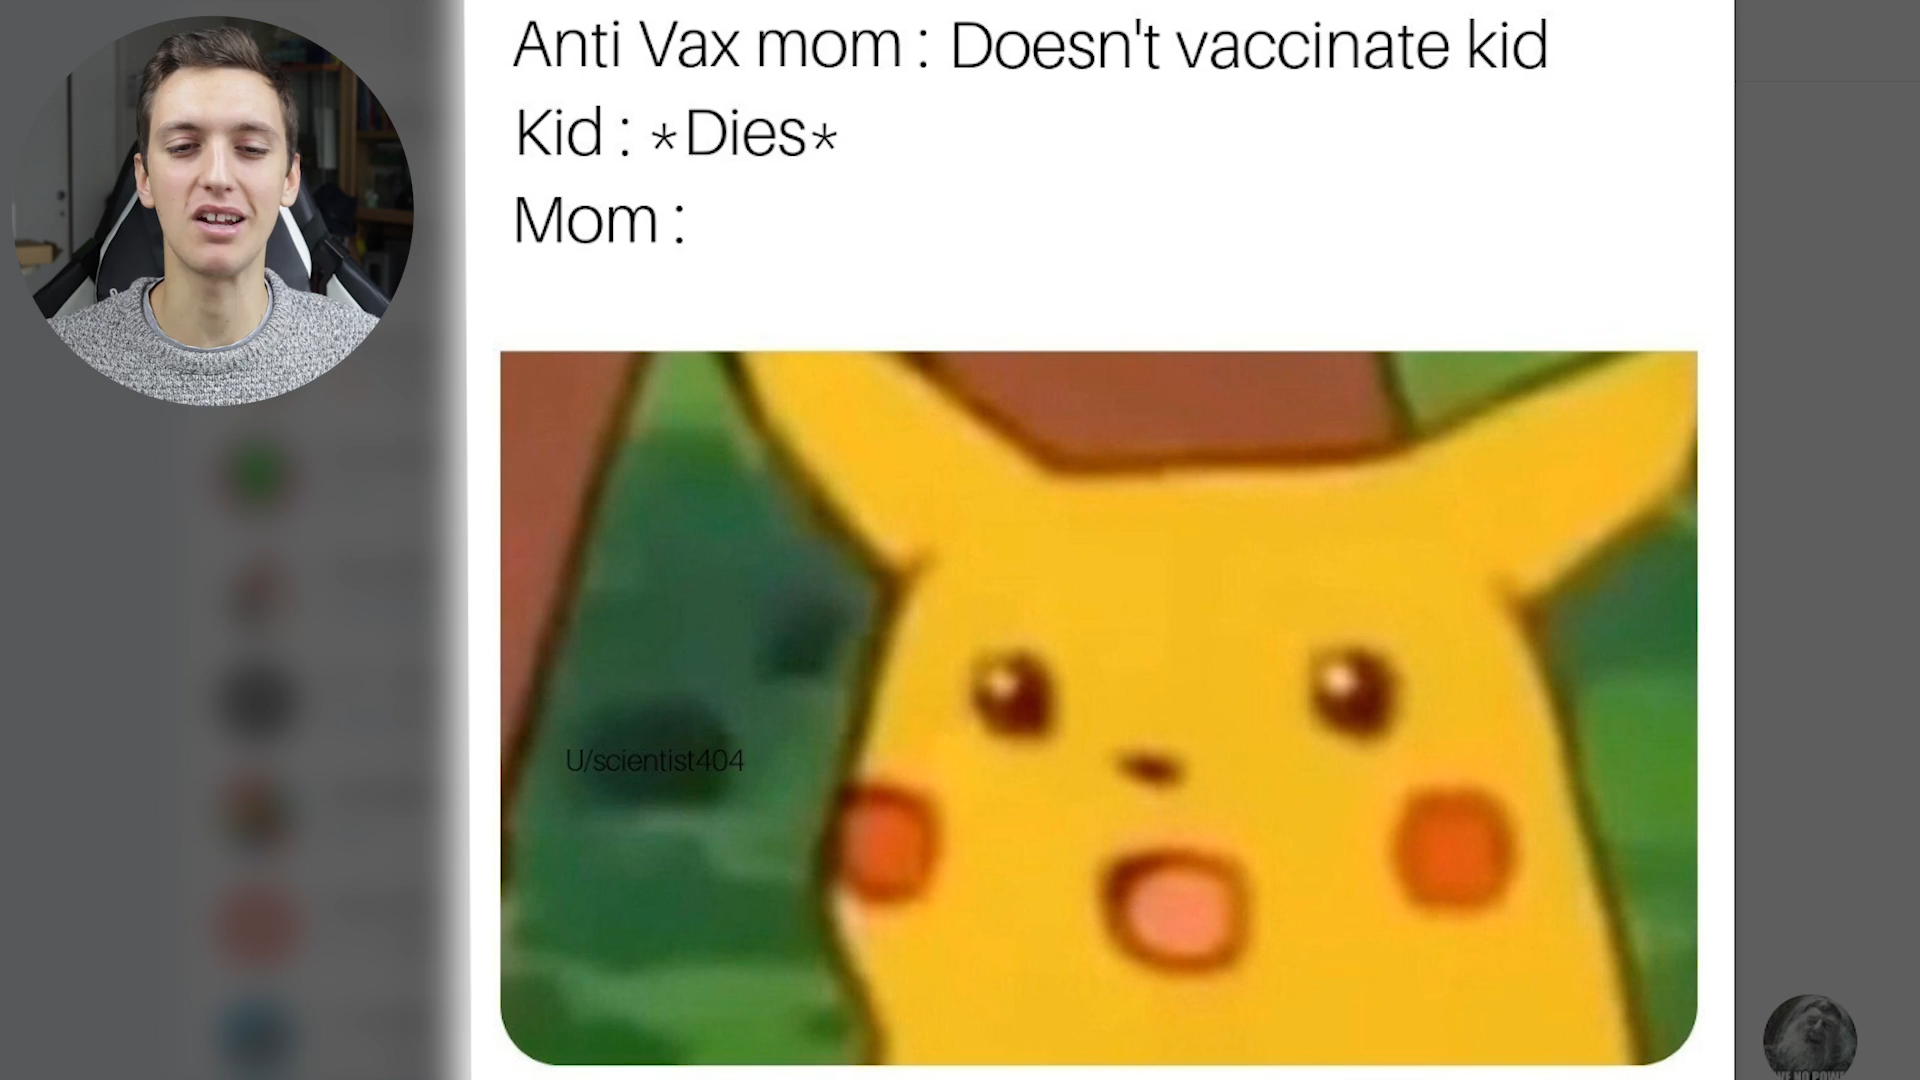 Anti Vax mom : Doesn't vaccinate kid
Kid : *Dies*
Mom :
U/scientist404